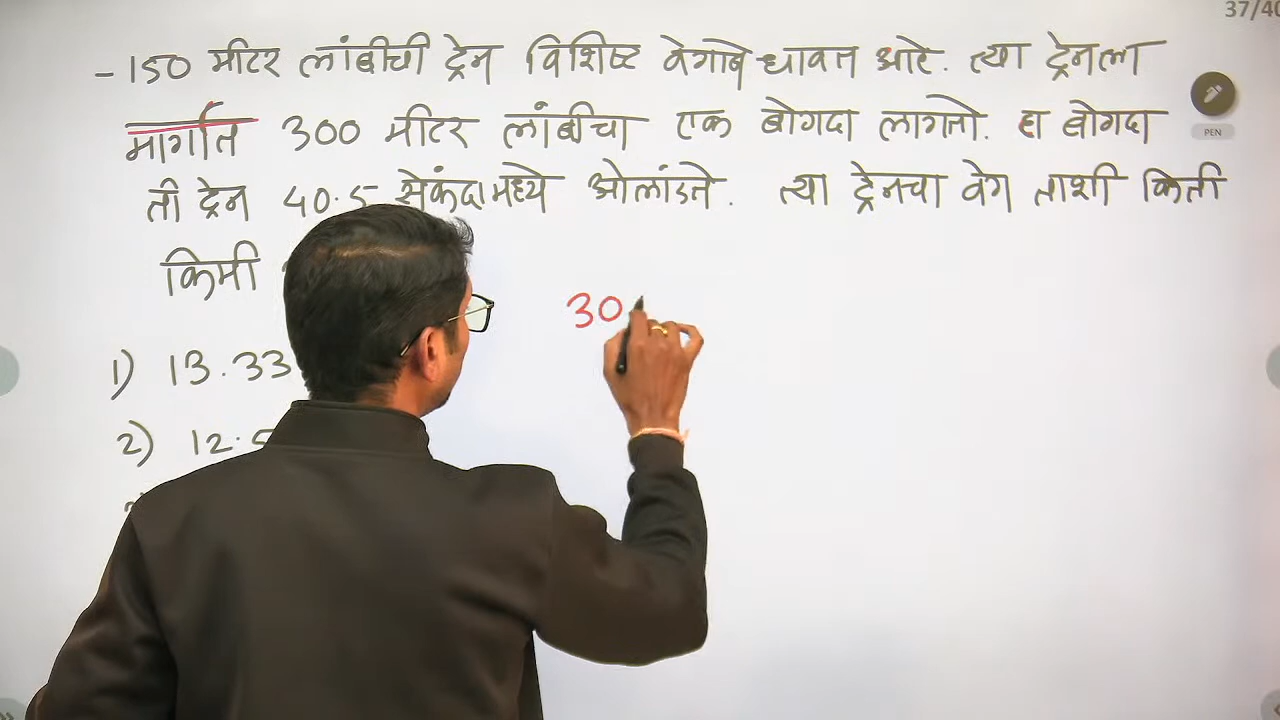 37/40
- 150 मीटर लांबीची ट्रेन विशिष्ट वेगाने धावत आहे. त्या ट्रेनला
मार्गात 300 मीटर लांबीचा एक बोगदा लागतो. हा बोगदा
PEN
ती ट्रेन 40.5 सेकंदामध्ये ओलांडते. त्या ट्रेनचा वेग ताशी किती
किमी
30
1) 13.33
2) 12.5